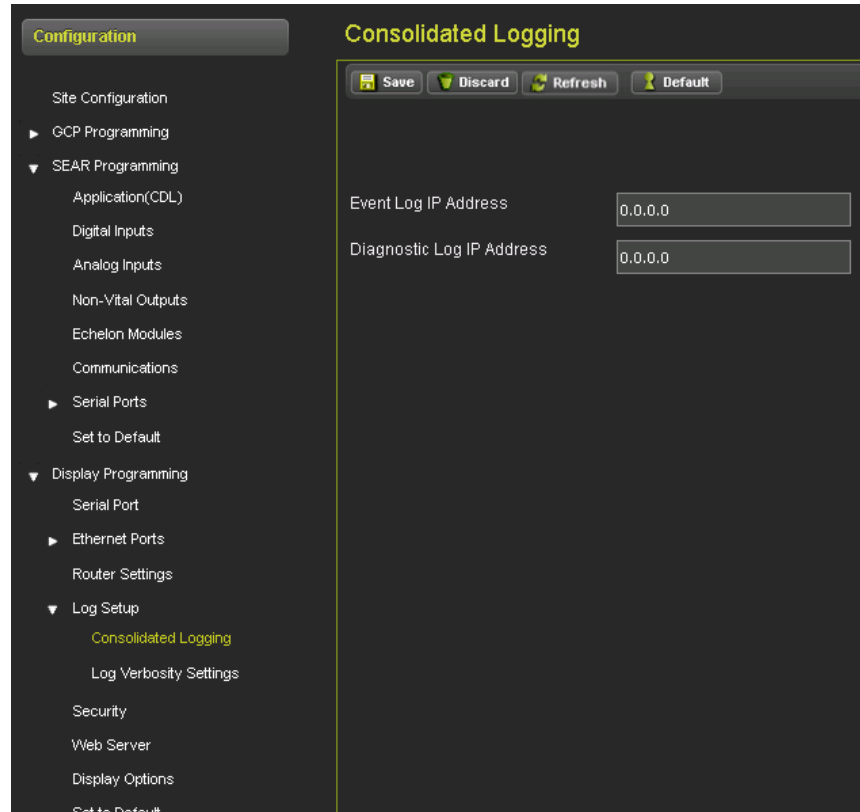 Configuration
Site Configuration
GCP Programming
SEAR Programming
Application(CDL)
Digital Inputs
Analog Inputs
Non-Vital Outputs
Echelon Modules
Communications
Serial Ports
Set to Default
Display Programming
Serial Port
Ethernet Ports
Router Settings
Log Setup
Consolidated Logging
Log Verbosity Settings
Security
Web Server
Display Options
Set to Default
Consolidated Logging
Save Discard Refresh Default
Event Log IP Address 0.0.0.0
Diagnostic Log IP Address 0.0.0.0